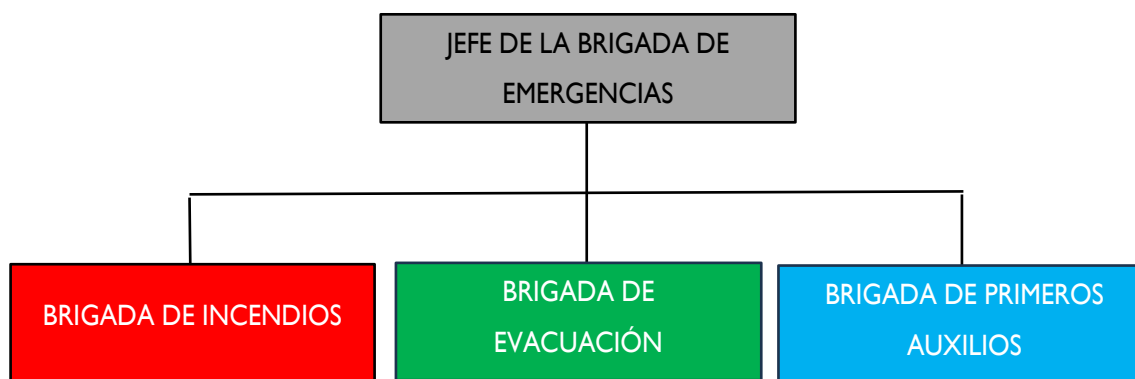 JEFE DE LA BRIGADA DE
EMERGENCIAS
BRIGADA DE INCENDIOS
BRIGADA DE
EVACUACIÓN
BRIGADA DE PRIMEROS
AUXILIOS